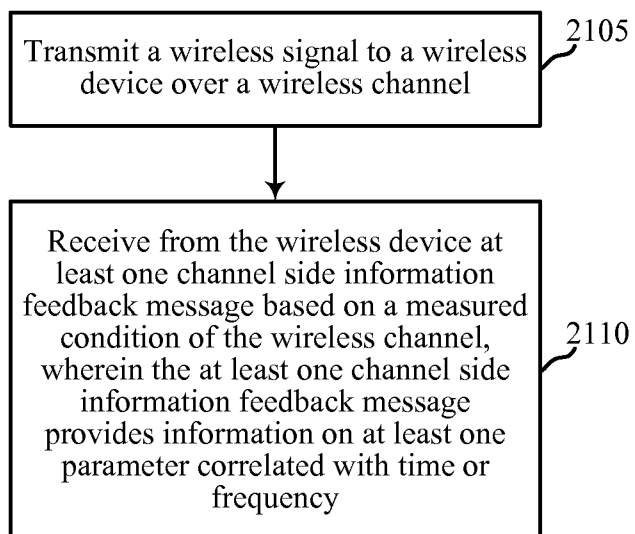 Transmit a wireless signal to a wireless
device over a wireless channel
2105
Receive from the wireless device at
least one channel side information
feedback message based on a measured
condition of the wireless channel,
wherein the at least one channel side
information feedback message
provides information on at least one
parameter correlated with time or
frequency
2110